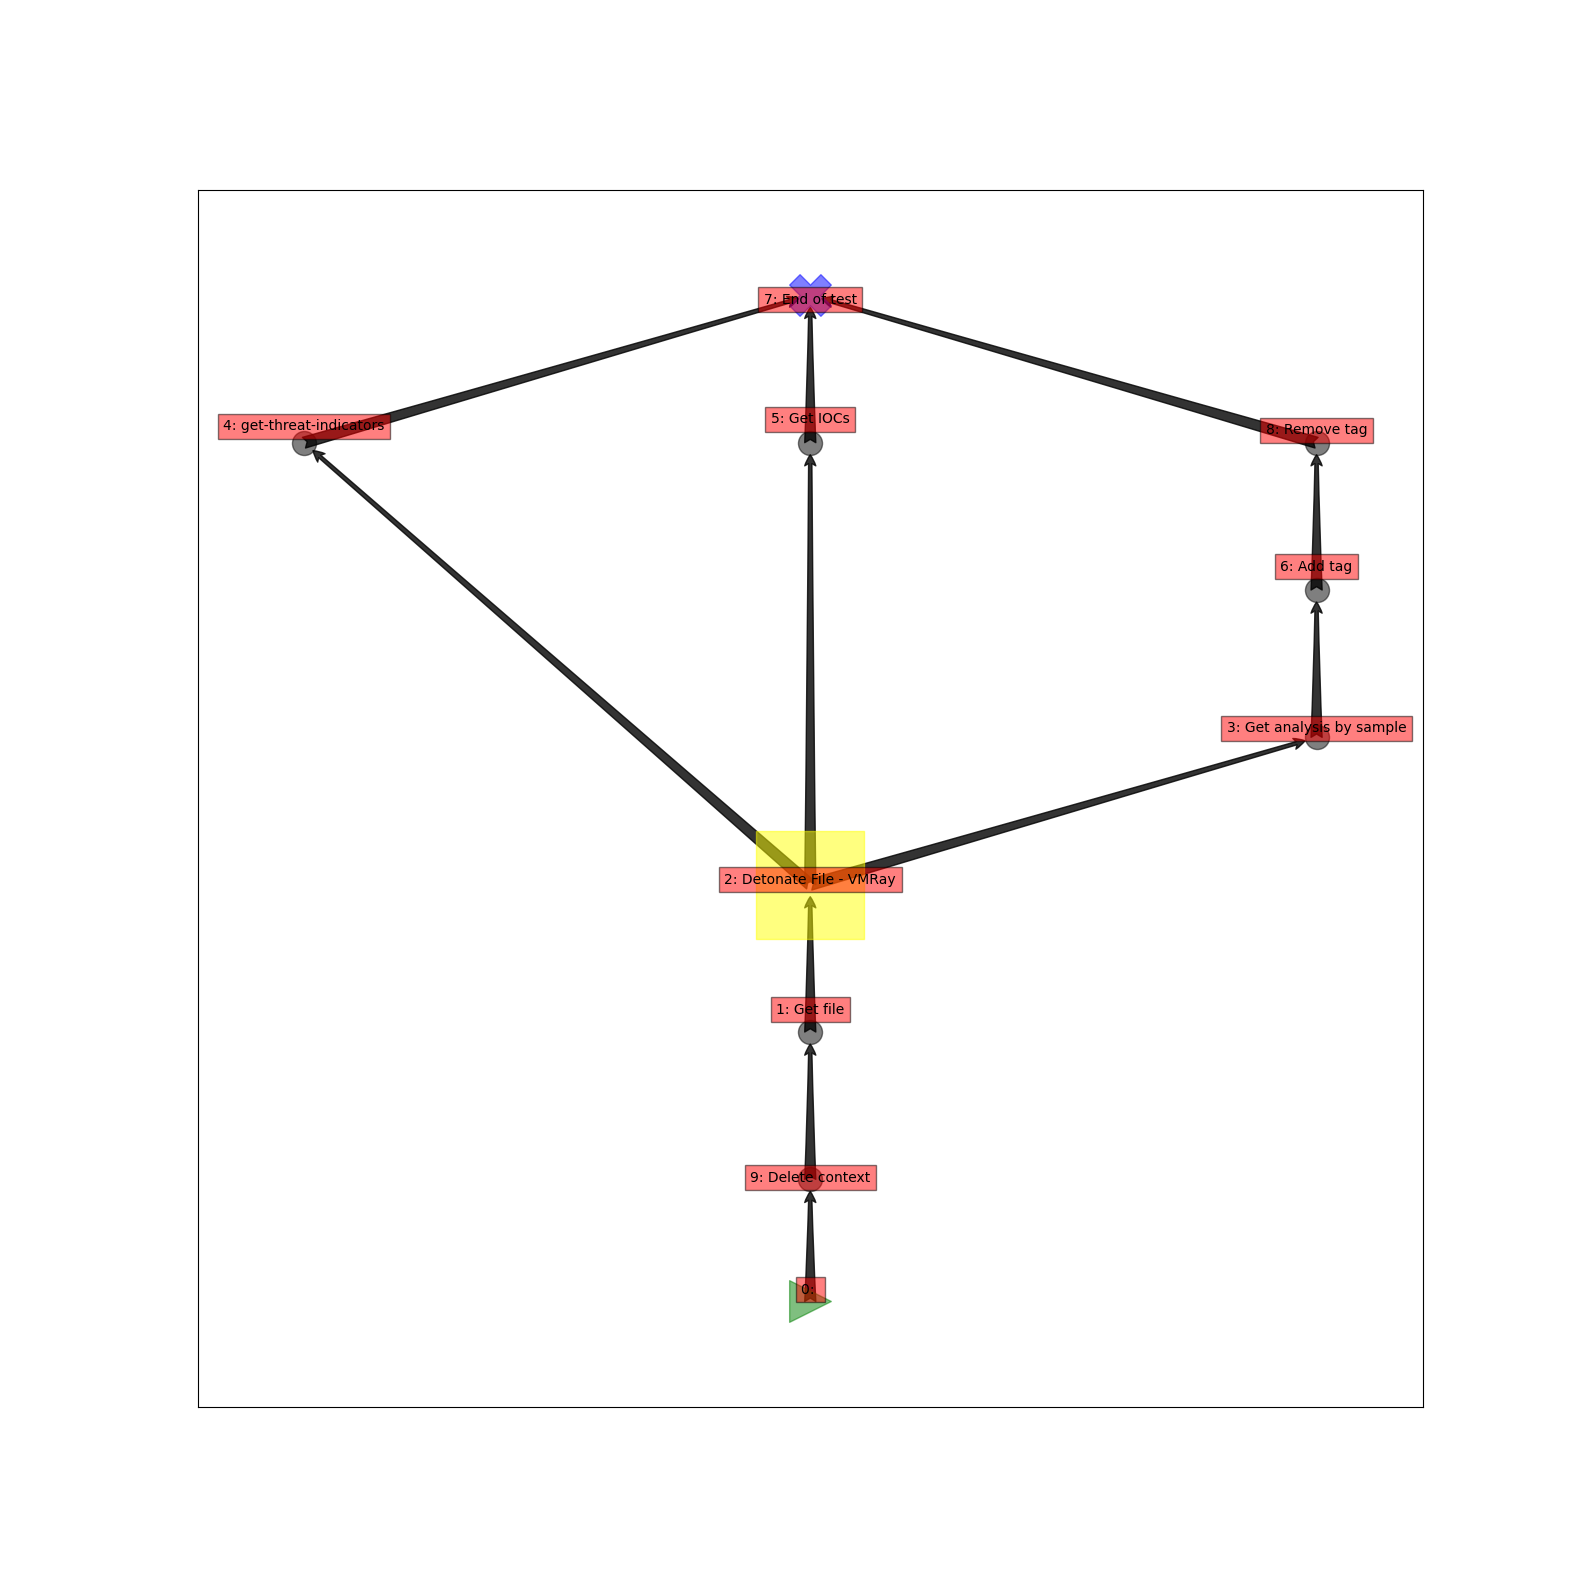 7: End of test
4: get-threat-indicators
5: Get IOCs
8: Remove tag
6: Add tag
3: Get analysis by sample
2: Detonate File - VMRay
1: Get file
9: Delete context
0: